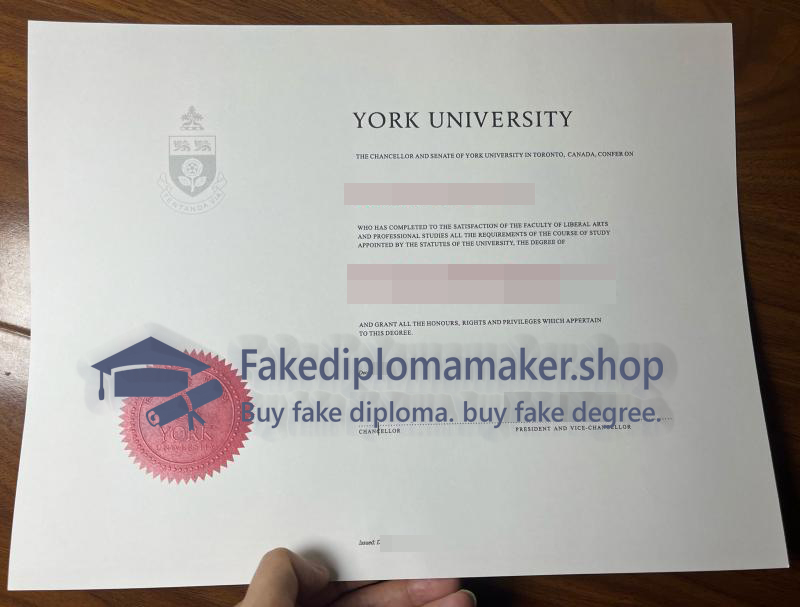 YORK UNIVERSITY
THE CHANCELLOR AND SENATE OF YORK UNIVERSITY IN TORONTO, CANADA, CONFER ON
TENTANDA VIA
WHO HAS COMPLETED TO THE SATISFACTION OF THE FACULTY OF LIBERAL ARTS
AND PROFESSIONAL STUDIES ALL THE REQUIREMENTS OF THE COURSE OF STUDY
APPOINTED BY THE STATUTES OF THE UNIVERSITY, THE DEGREE OF
AND GRANT ALL THE HONOURS, RIGHTS AND PRIVILEGES WHICH APPERTAIN
TO THIS DEGREE.
Fakediplomamaker.shop
Buy fake diploma. buy fake degree.
YORK
UNIVERSITY
CHANCELLOR
PRESIDENT AND VICE-CHANCELLOR
Issued: